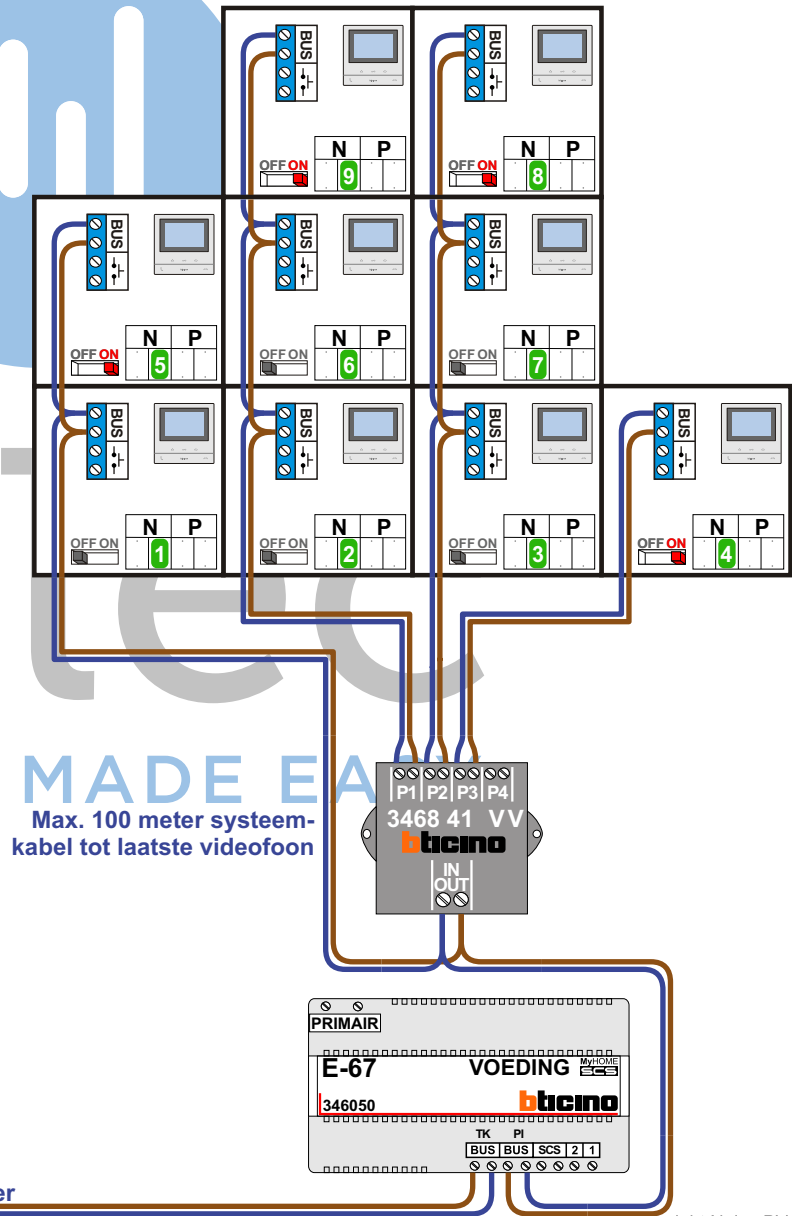 BUS
BUS
N P
N P
OFF ON
9
OFF ON
8
BUS
BUS
BUS
N P
N P
N P
OFF ON
5
OFF ON
6
OFF ON
7
BUS
BUS
BUS
BUS
N P
N P
N P
N P
OFF ON
1
OFF ON
2
OFF ON
3
OFF ON
4
tec
MADE EASY
P1 P2 P3 P4
Max. 100 meter systeem-
kabel tot laatste videofoon
3468 41 VV
bticino
IN
OUT
PRIMAIR
E-67 VOEDING MyHOME
SCS
346050 bticino
TK PI
BUS BUS SCS 2 1
er